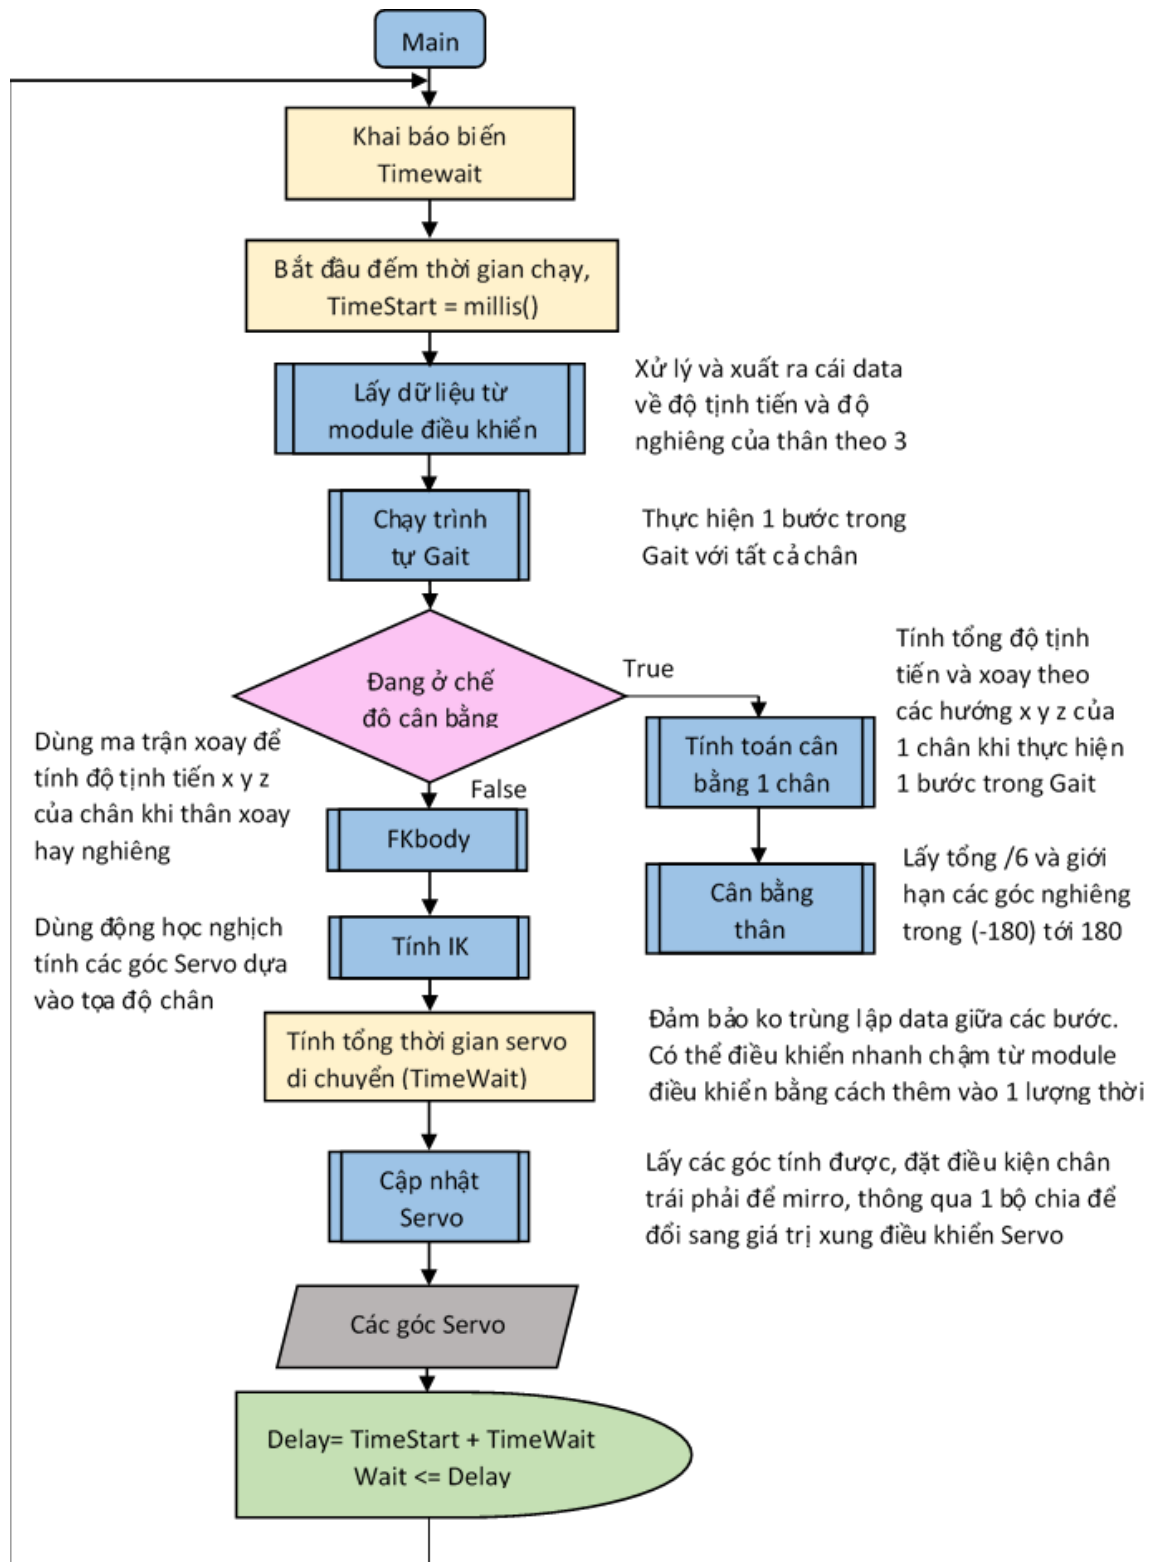 Main
Khai báo biến
Timewait
Bắt đầu đếm thời gian chạy,
TimeStart = millis()
Lấy dữ liệu từ
module điều khiển
Xử lý và xuất ra cái data
về độ tịnh tiến và độ
nghiêng của thân theo 3
Chạy trình
tự Gait
Thực hiện 1 bước trong
Gait với tất cả chân
Đang ở chế
độ cân bằng
True
False
Tính tổng độ tịnh
tiến và xoay theo
các hướng x y z của
1 chân khi thực hiện
1 bước trong Gait
Tính toán cân
bằng 1 chân
Dùng ma trận xoay để
tính độ tịnh tiến x y z
của chân khi thân xoay
hay nghiêng
FKbody
Cân bằng
thân
Lấy tổng /6 và giới
hạn các góc nghiêng
trong (-180) tới 180
Dùng động học nghịch
tính các góc Servo dựa
vào tọa độ chân
Tính IK
Tính tổng thời gian servo
di chuyển (TimeWait)
Đảm bảo ko trùng lập data giữa các bước.
Có thể điều khiển nhanh chậm từ module
điều khiển bằng cách thêm vào 1 lượng thời
Cập nhật
Servo
Lấy các góc tính được, đặt điều kiện chân
trái phải để mirro, thông qua 1 bộ chia để
đổi sang giá trị xung điều khiển Servo
Các góc Servo
Delay= TimeStart + TimeWait
Wait <= Delay